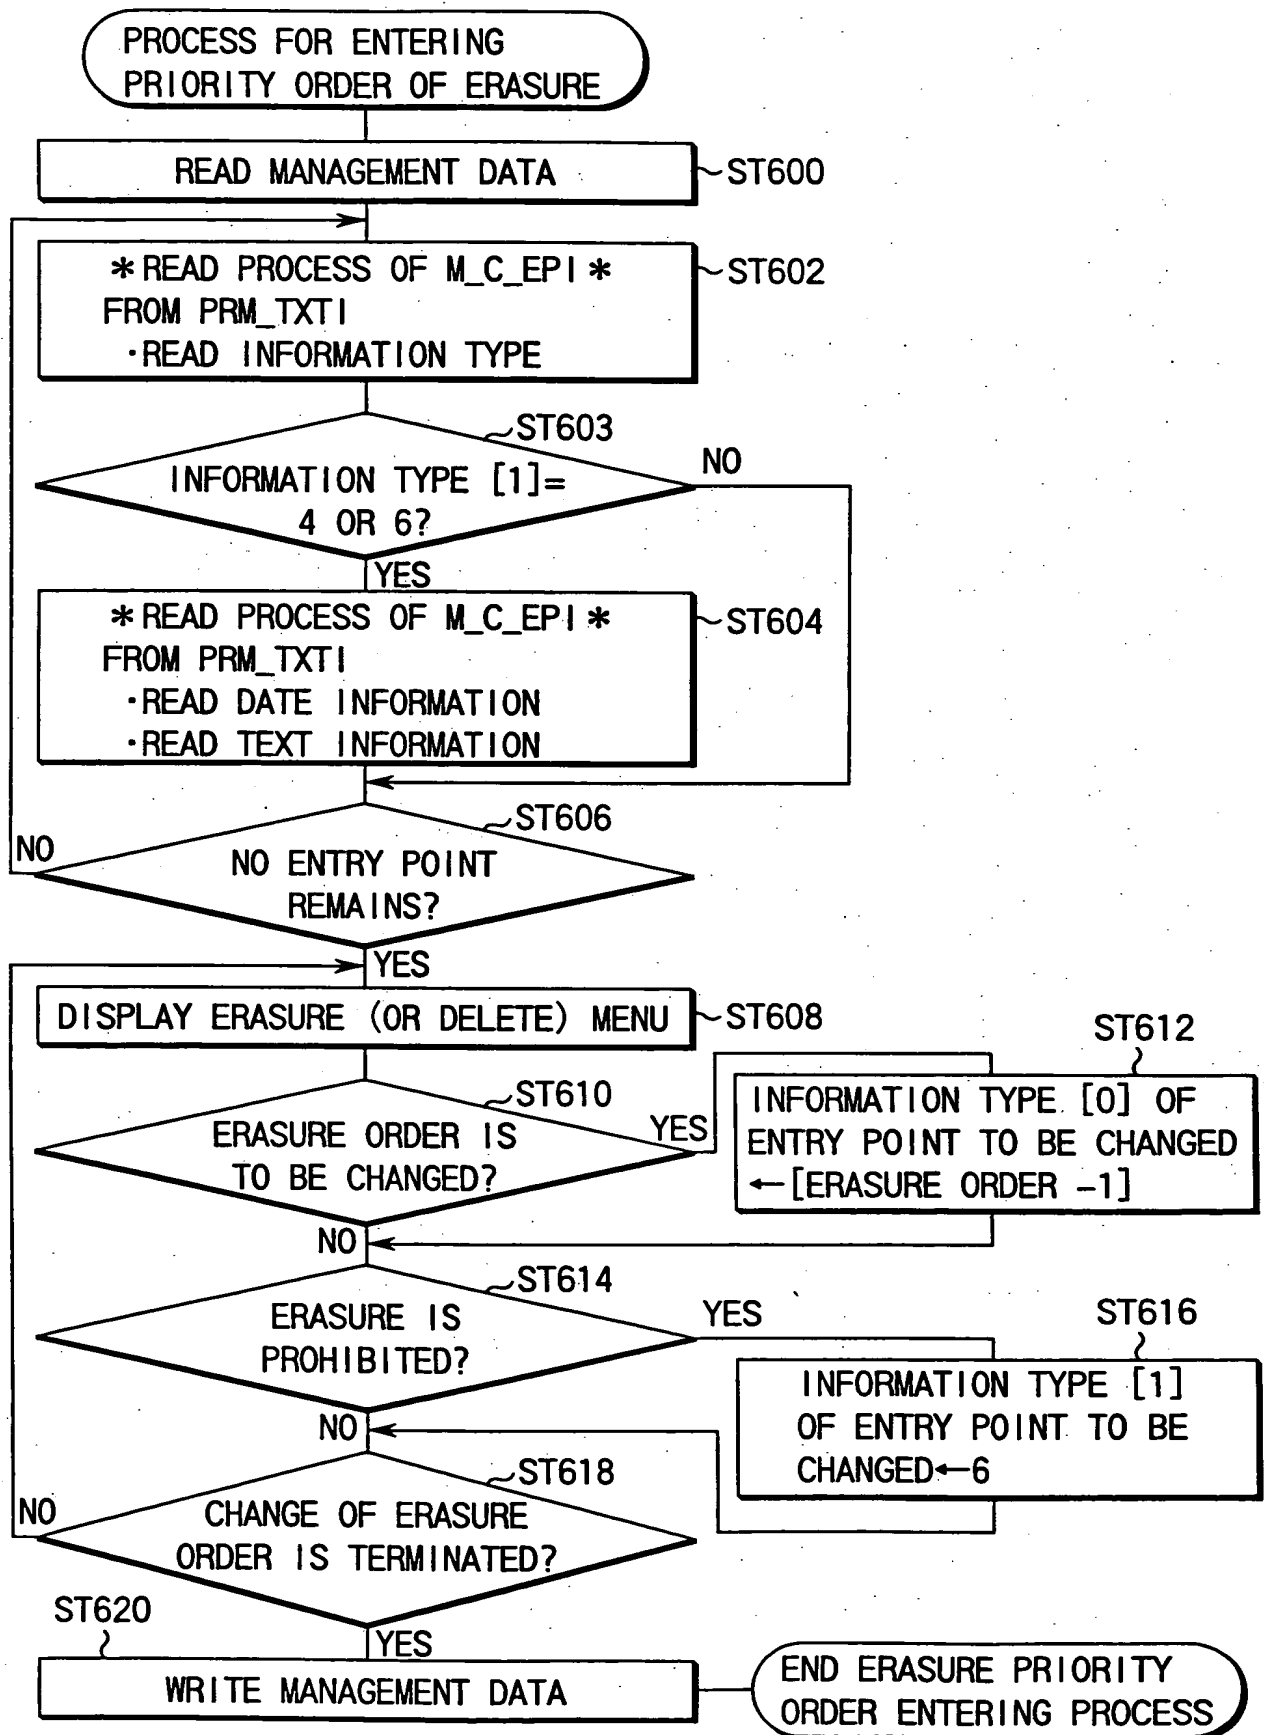 PROCESS FOR ENTERING
PRIORITY ORDER OF ERASURE
READ MANAGEMENT DATA
ST600
*READ PROCESS OF M_C_EPI*
FROM PRM_TXTI
·READ INFORMATION TYPE
ST602
ST603
INFORMATION TYPE [1]=
4 OR 6?
NO
YES
*READ PROCESS OF M_C_EPI*
FROM PRM_TXTI
·READ DATE INFORMATION
·READ TEXT INFORMATION
ST604
ST606
NO
NO ENTRY POINT
REMAINS?
YES
DISPLAY ERASURE (OR DELETE) MENU
ST608
ST610
ERASURE ORDER IS
TO BE CHANGED?
YES
ST612
INFORMATION TYPE [0] OF
ENTRY POINT TO BE CHANGED
←[ERASURE ORDER -1]
NO
ST614
ERASURE IS
PROHIBITED?
YES
ST616
INFORMATION TYPE [1]
OF ENTRY POINT TO BE
CHANGED←6
NO
ST618
NO
CHANGE OF ERASURE
ORDER IS TERMINATED?
YES
ST620
WRITE MANAGEMENT DATA
END ERASURE PRIORITY
ORDER ENTERING PROCESS